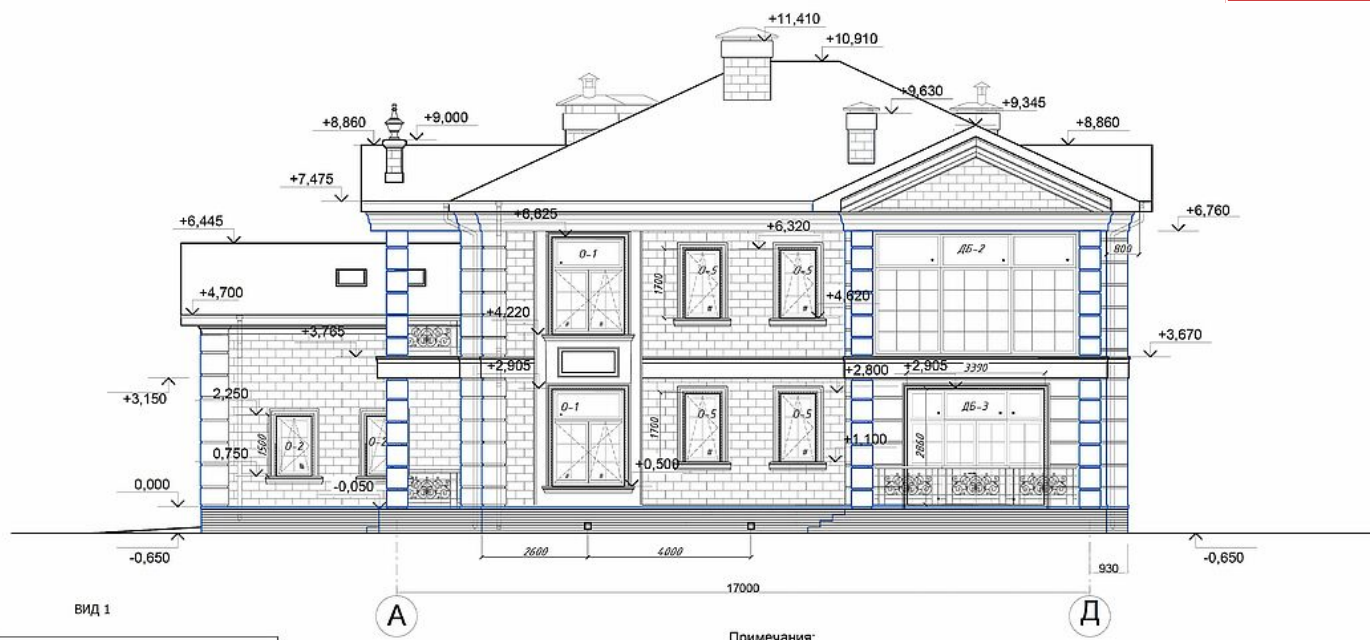 +11,410
+10,910
+9,630
+9,345
+9,000
+8,860
+8,860
+7,475
+6,625
+6,760
+6,445
+6,320
О-1
О-5
О-5
ДБ-2
800
1700
+4,700
+4,620
+4,220
+3,765
+3,670
+2,905
+2,800
+2,905
3390
+3,150
2,250
О-1
О-5
О-5
ДБ-3
1700
1500
О-2
О-2
2860
0,750
+1,100
+0,500
0,000
-0,050
-0,650
2600
4000
-0,650
930
17000
ВИД 1
А
Д
Примечания: